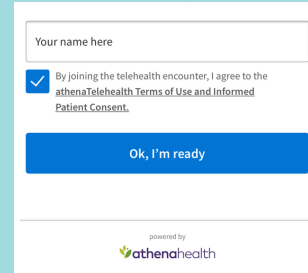 Your name here
By joining the telehealth encounter, I agree to the
athenaTelehealth Terms of Use and Informed
Patient Consent.
Ok, I'm ready
powered by
athenahealth